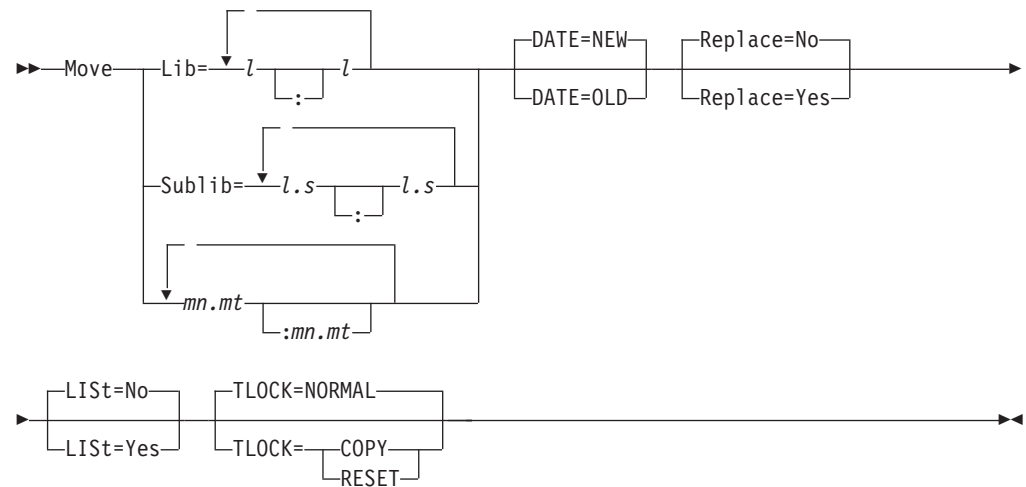 DATE=NEW Replace=No
Move Lib= l l
: DATE=OLD Replace=Yes
Sublib= l.s l.s
:
mn.mt
:mn.mt
LISt=No TLOCK=NORMAL
LISt=Yes TLOCK= COPY
RESET